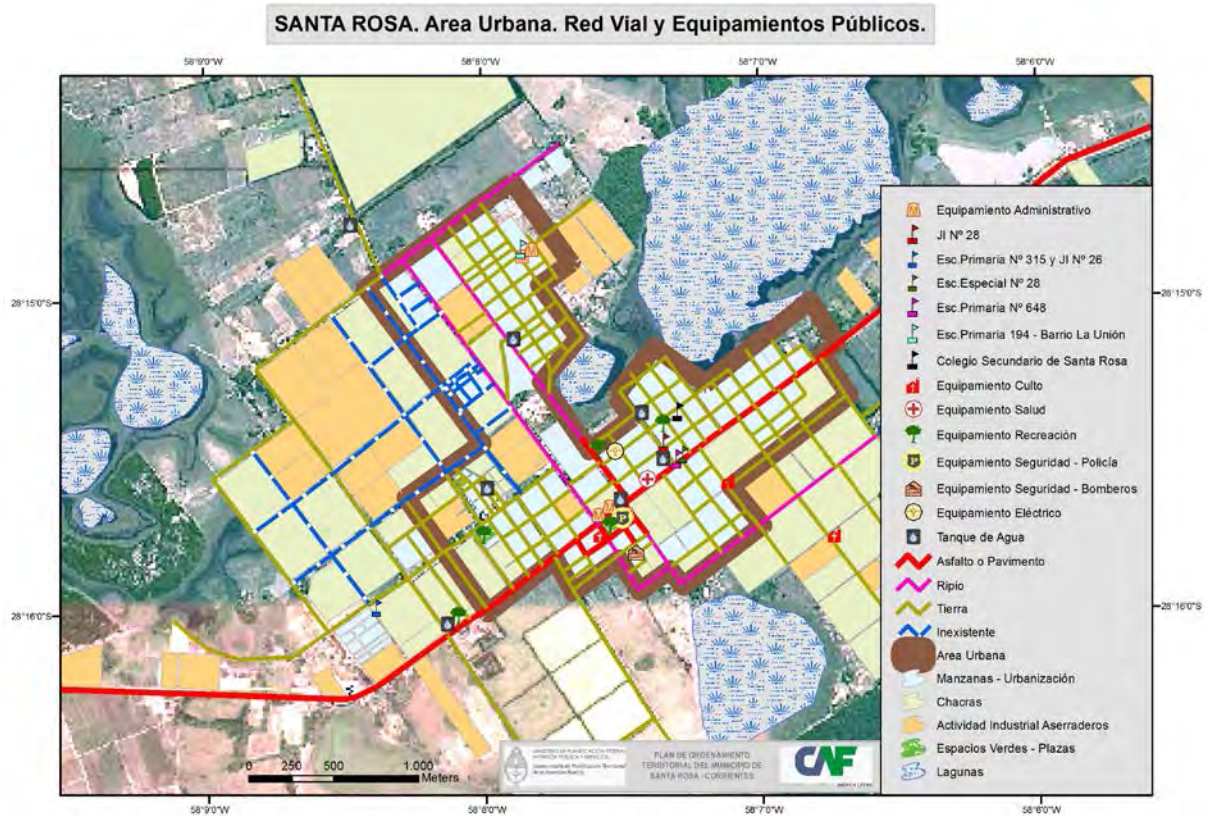 SANTA ROSA. Area Urbana. Red Vial y Equipamientos Públicos.
58°9'0"W 58°8'0"W 58°7'0"W 58°6'0"W
28°15'0"S 28°15'0"S
28°16'0"S 28°16'0"S
Equipamiento Administrativo
JI Nº 28
Esc.Primaria Nº 315 y JI Nº 26
Esc.Especial Nº 28
Esc.Primaria Nº 648
Esc.Primaria 194 - Barrio La Unión
Colegio Secundario de Santa Rosa
Equipamiento Culto
Equipamiento Salud
Equipamiento Recreación
Equipamiento Seguridad - Policía
Equipamiento Seguridad - Bomberos
Equipamiento Eléctrico
Tanque de Agua
Asfalto o Pavimento
Ripio
Tierra
Inexistente
Area Urbana
Manzanas - Urbanización
Chacras
Actividad Industrial Aserraderos
Espacios Verdes - Plazas
Lagunas
0 250 500 1.000
Meters
PLAN DE ORDENAMIENTO
TERRITORIAL DEL MUNICIPIO DE
SANTA ROSA - CORRIENTES
CAF
58°9'0"W 58°8'0"W 58°7'0"W 58°6'0"W